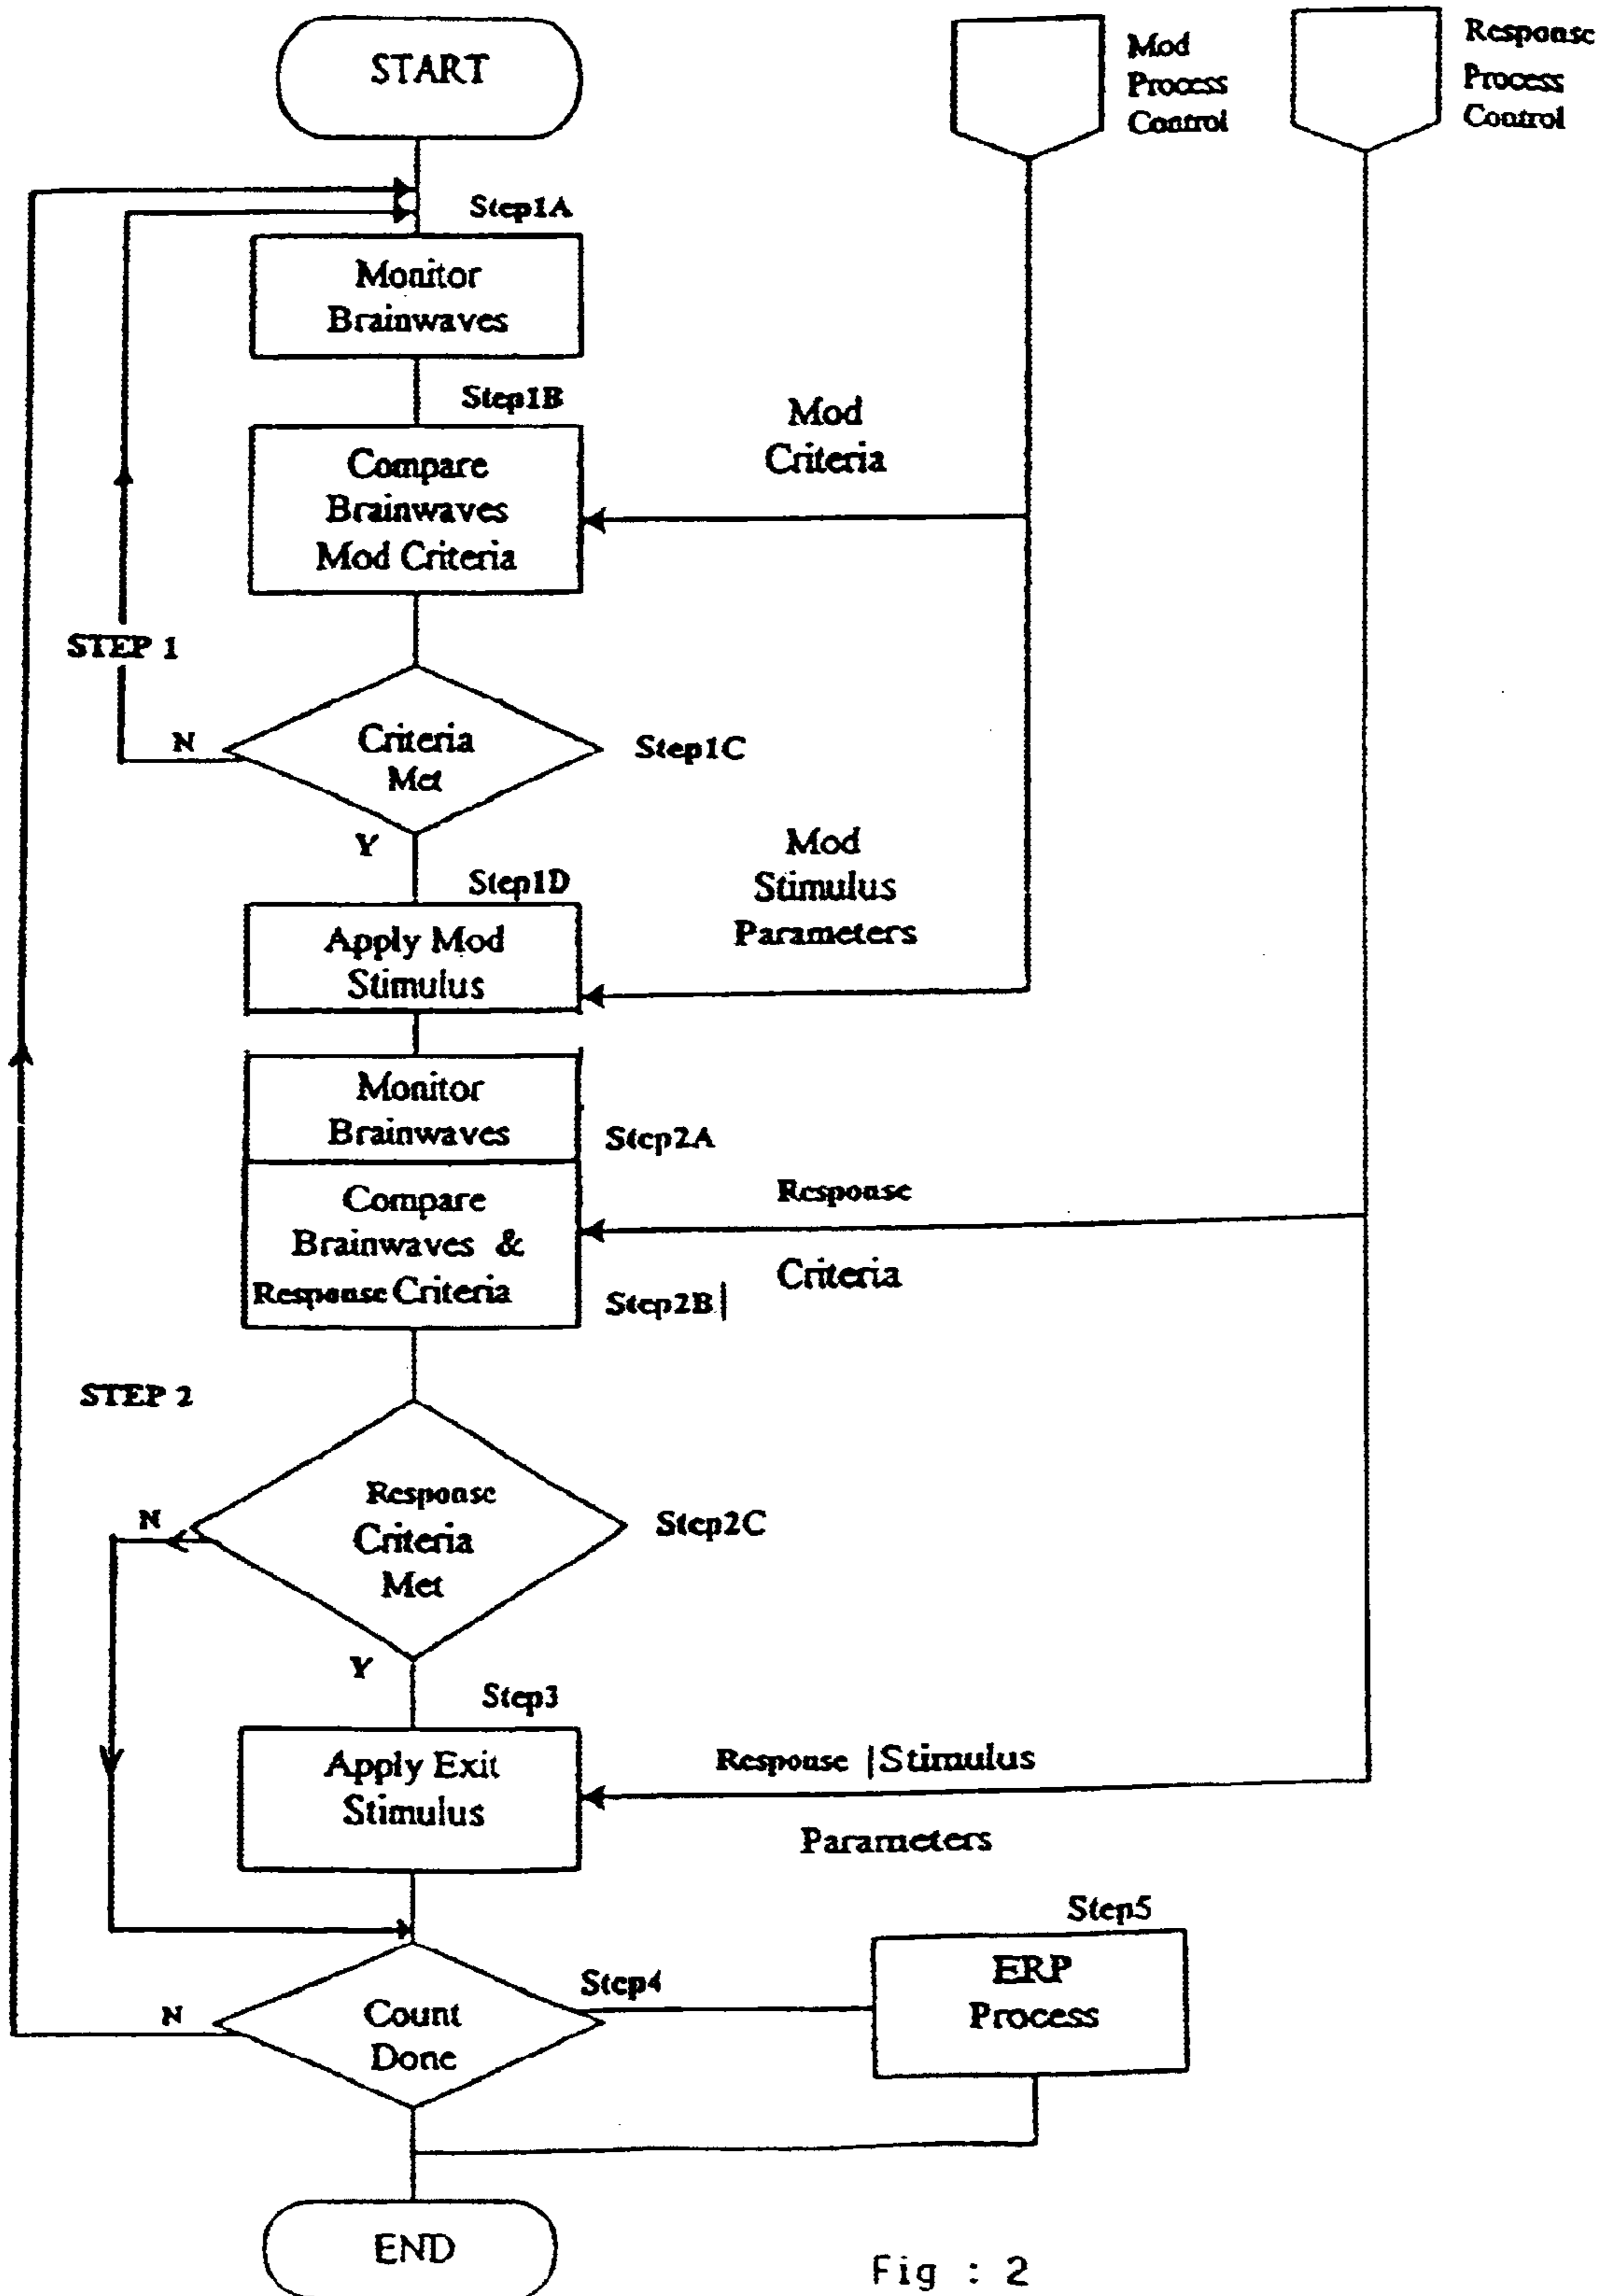 START
Mod
Process
Control
Response
Process
Control
Step1A
Monitor
Brainwaves
Step1B
Compare
Brainwaves
Mod Criteria
Mod
Criteria
STEP 1
N
Criteria
Met
Step1C
Y
Step1D
Apply Mod
Stimulus
Mod
Stimulus
Parameters
Monitor
Brainwaves
Step2A
Compare
Brainwaves &
Response Criteria
Step2B|
Response
Criteria
STEP 2
N
Response
Criteria
Met
Step2C
Y
Step3
Apply Exit
Stimulus
Response |Stimulus
Parameters
N
Count
Done
Step4
Step5
ERP
Process
END
Fig : 2